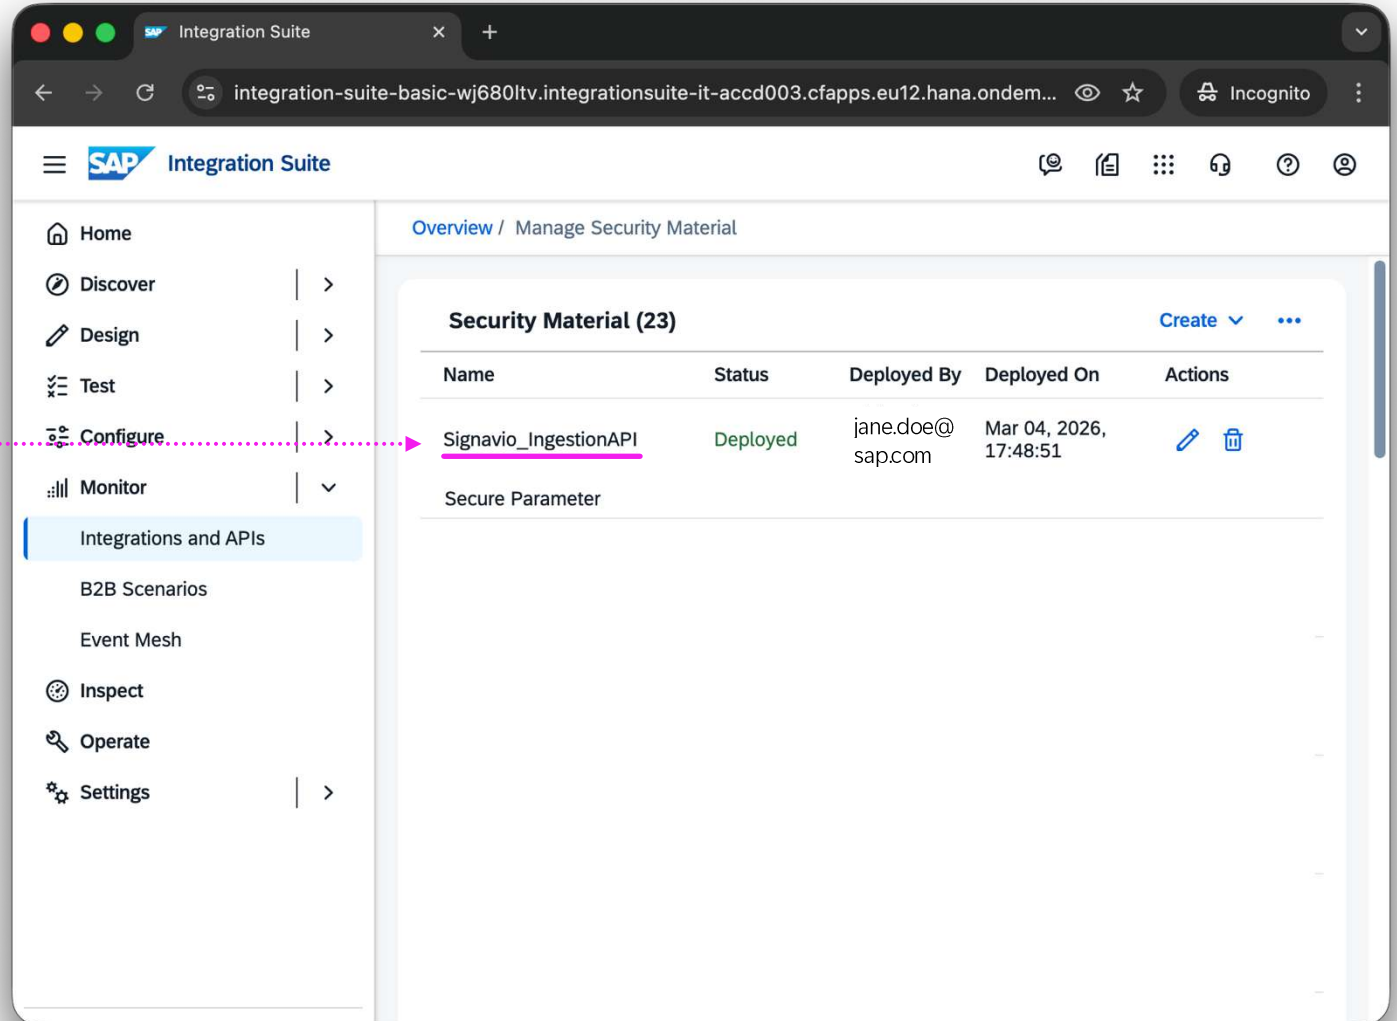 SAP Integration Suite
integration-suite-basic-wj680ltv.integrationsuite-it-accd003.cfapps.eu12.hana.ondem...
Incognito
SAP Integration Suite
Home
Discover
Design
Test
Configure
Monitor
Integrations and APIs
B2B Scenarios
Event Mesh
Inspect
Operate
Settings
Overview / Manage Security Material
Security Material (23)
Create
Name Status Deployed By Deployed On Actions
Signavio_IngestionAPI Deployed jane.doe@ Mar 04, 2026,
sap.com 17:48:51
Secure Parameter